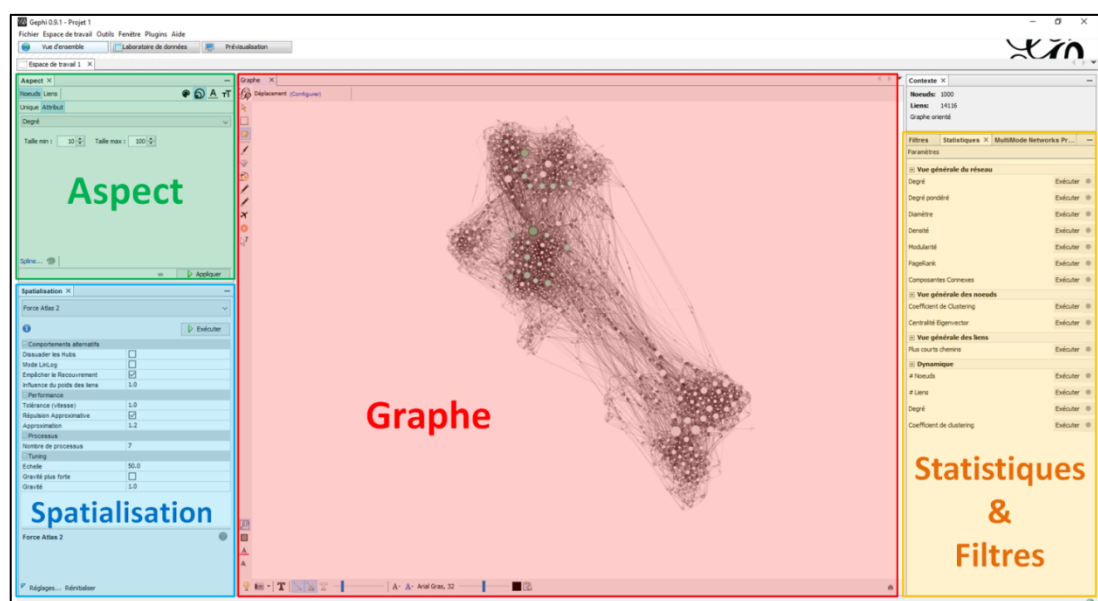 Gephi 0.9.1 - Projet 1
Fichier Espace de travail Outils Fenêtre Plugins Aide
Vue d'ensemble Laboratoire de données Prévisualisation
Espace de travail 1
Aspect
Noeuds Liens
Unique Attribut
Degré
Taille min : 10 Taille max : 100
Aspect
Spline...
Appliquer
Spatialisation
Force Atlas 2
Exécuter
Comportements alternatifs
Dissuader les Hubs
Mode LinLog
Empêcher le Recouvrement
Influence du poids des liens 1.0
Performance
Tolérance (vitesse) 1.0
Répulsion Approximative
Approximation 1.2
Processus
Nombre de processus 7
Tuning
Echelle 50.0
Gravité plus forte
Gravité 1.0
Spatialisation
Force Atlas 2
Réglages... Réinitialiser
Graphe
Déplacement (Configurer)
Graphe
T A- A- Arial Gras, 32
Contexte
Noeuds: 1000
Liens: 14116
Graphe orienté
Filtres Statistiques MultiMode Networks Pr...
Paramètres
Vue générale du réseau
Degré Exécuter
Degré pondéré Exécuter
Diamètre Exécuter
Densité Exécuter
Modularité Exécuter
PageRank Exécuter
Composantes Connexes Exécuter
Vue générale des noeuds
Coefficient de Clustering Exécuter
Centralité Eigenvector Exécuter
Vue générale des liens
Plus courts chemins Exécuter
Dynamique
# Noeuds Exécuter
# Liens Exécuter
Degré Exécuter
Coefficient de clustering Exécuter
Statistiques
&
Filtres